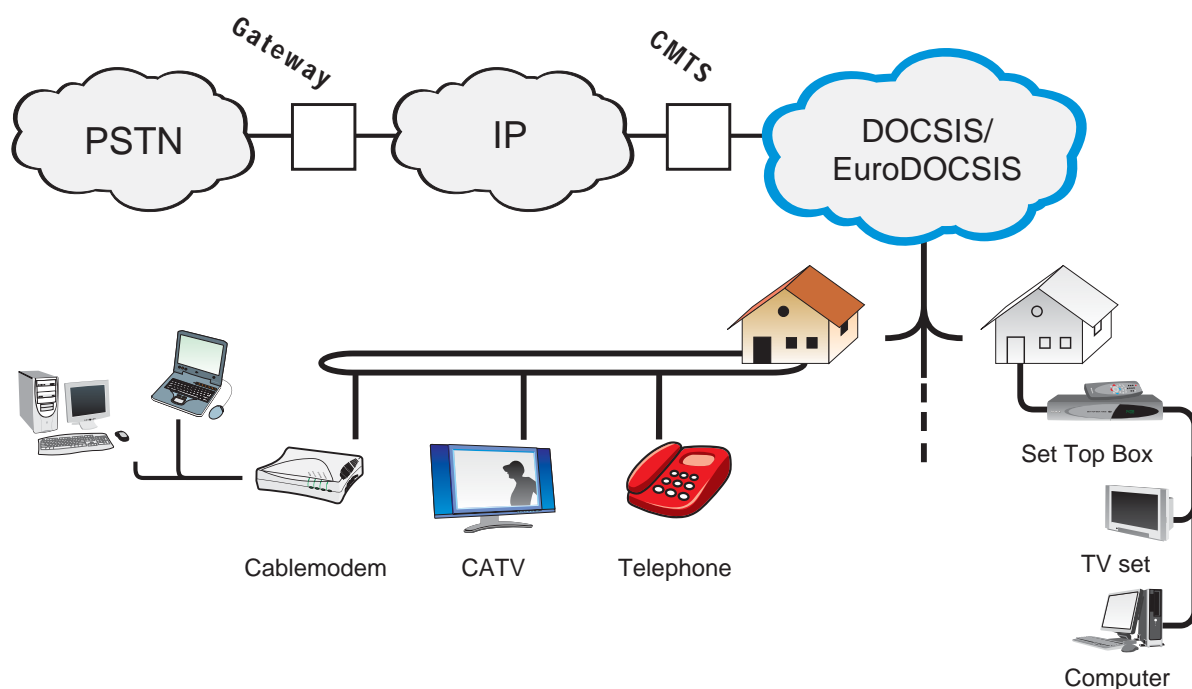 Gateway
CMTS
PSTN
IP
DOCSIS/
EuroDOCSIS
Set Top Box
Cablemodem
CATV
Telephone
TV set
Computer